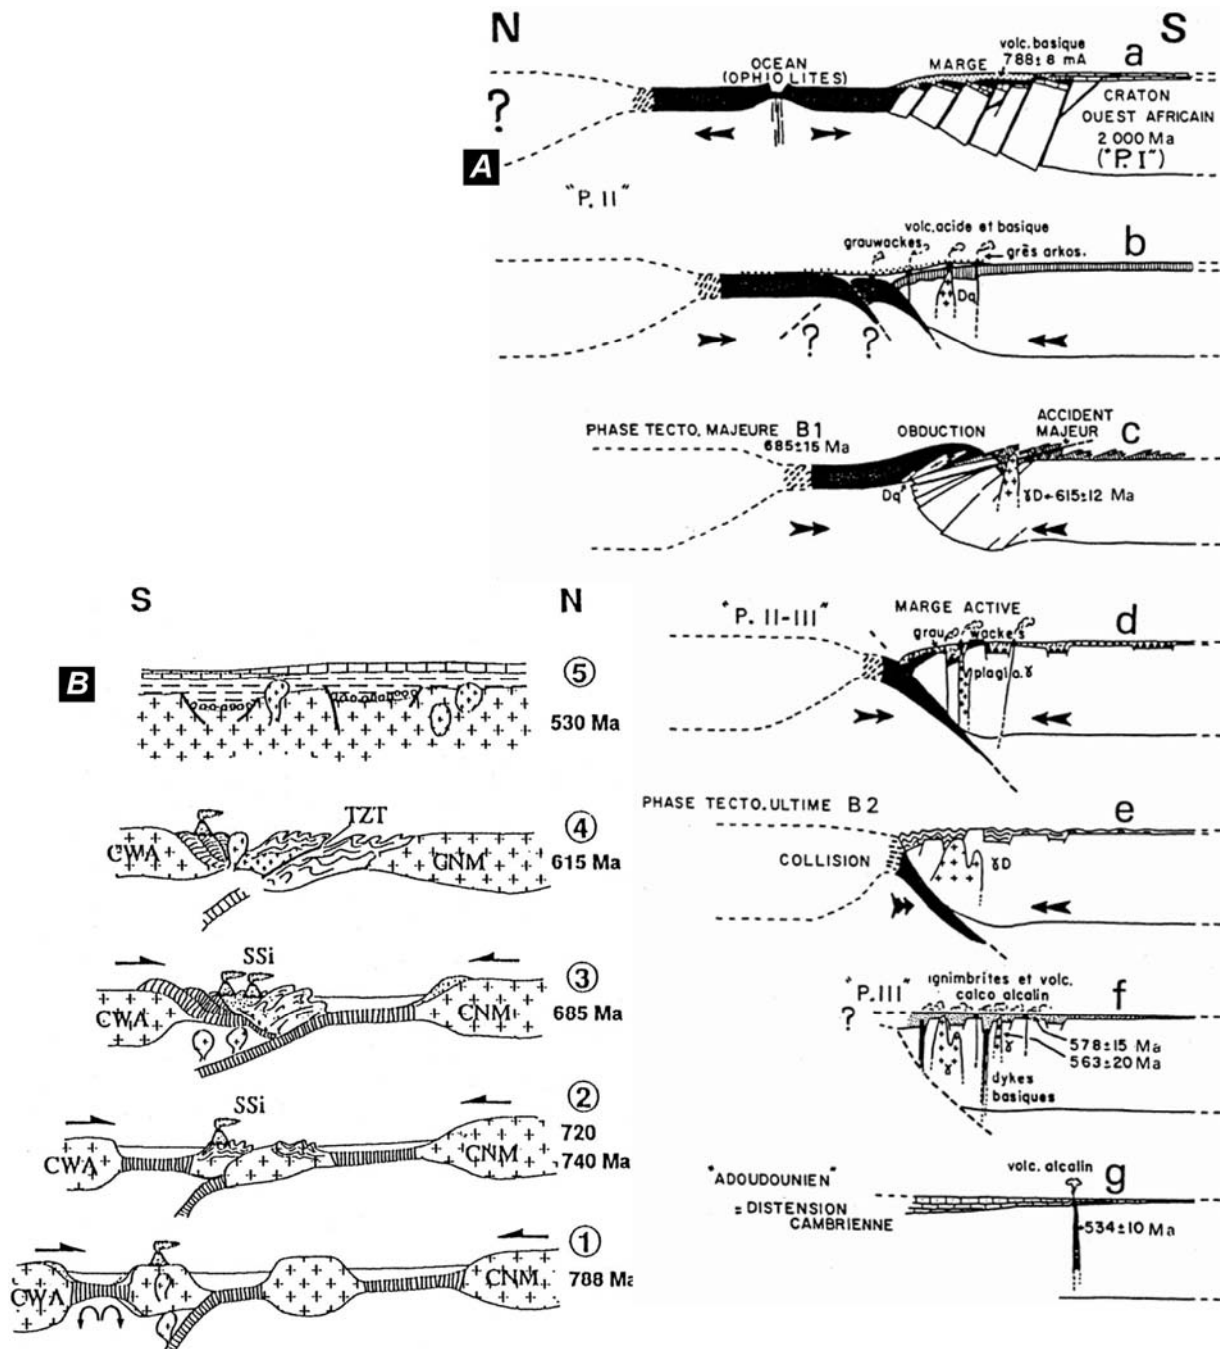 N
S
a
volc. basique
788±8 mA
MARGE
OCEAN
(OPHIOLITES)
?
CRATON
OUEST AFRICAIN
2 000 Ma
("P. I")
A
"P. II"
b
volc. acide et basique
grauwackes
grès arkos.
Dq
? ?
c
PHASE TECTO. MAJEURE B1
685±15 Ma
OBDUCTION
ACCIDENT
MAJEUR
Dq
ɣD 615±12 Ma
d
"P. II-III"
MARGE ACTIVE
grau wackes
plagio. ɣ
e
PHASE TECTO. ULTIME B2
COLLISION
ɣD
f
"P. III"
?
ignimbrites et volc.
calco alcalin
ɣ
ɣ
578±15 Ma
563±20 Ma
dykes
basiques
g
"ADOUDOUNIEN"
= DISTENSION
CAMBRIENNE
volc. alcalin
534±10 Ma
S
N
B
5
530 Ma
4
615 Ma
TZT
CWA
CNM
3
685 Ma
SSi
CWA
CNM
2
720
740 Ma
SSi
CWA
CNM
1
788 Ma
CWA
CNM